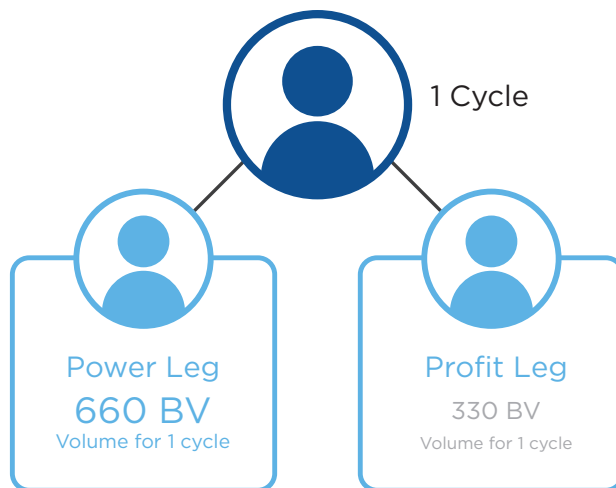 1 Cycle
Power Leg
660 BV
Volume for 1 cycle
Profit Leg
330 BV
Volume for 1 cycle